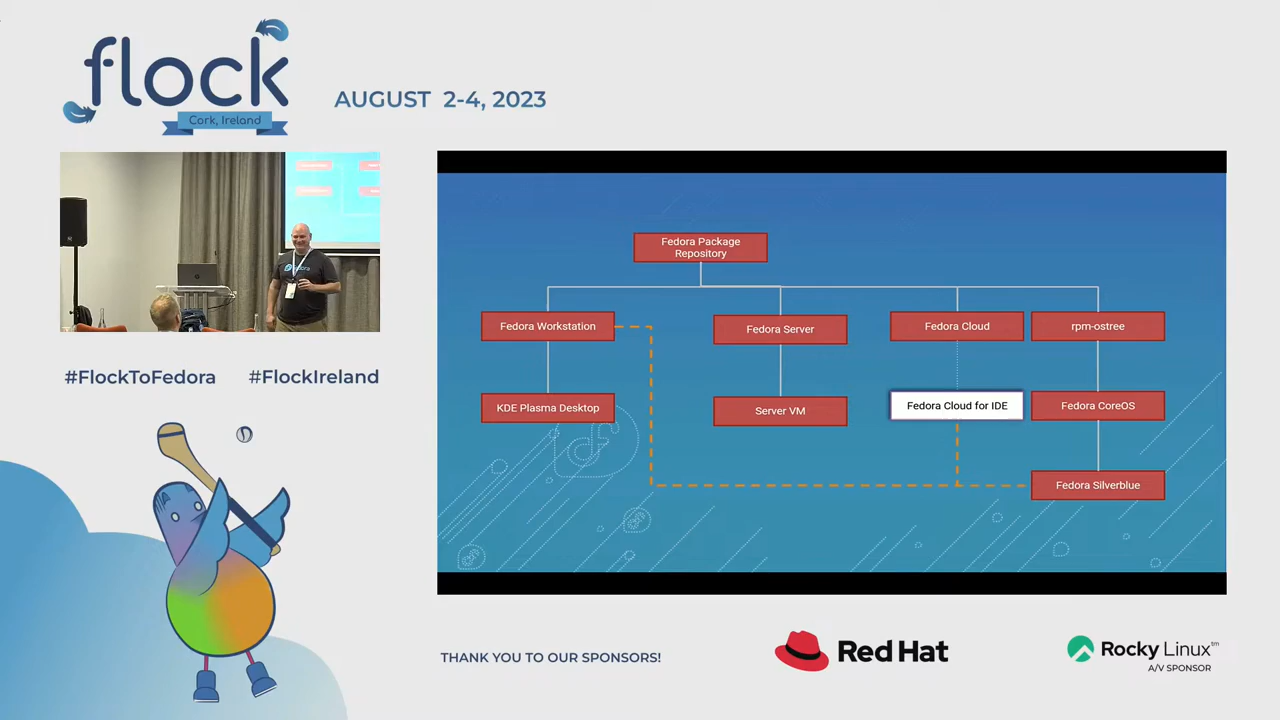 flock
Cork, Ireland
AUGUST 2-4, 2023
Fedora Package
Repository
Fedora Workstation
Fedora Server
Fedora Cloud
rpm-ostree
KDE Plasma Desktop
Server VM
Fedora Cloud for IDE
Fedora CoreOS
Fedora Silverblue
#FlockToFedora
#FlockIreland
THANK YOU TO OUR SPONSORS!
Red Hat
Rocky Linux™
A/V SPONSOR